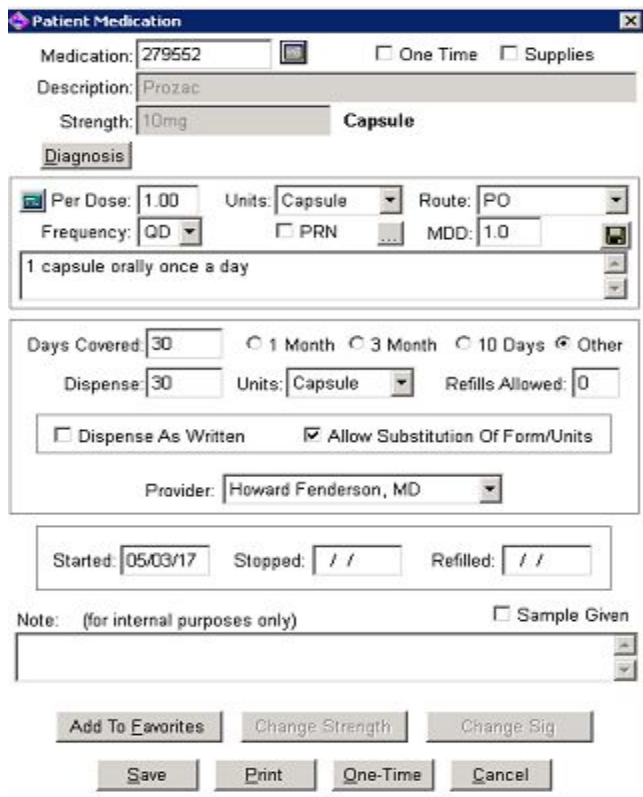 Patient Medication
Medication: 279552 One Time Supplies
Description: Prozac
Strength: 10mg Capsule
Diagnosis
Per Dose: 1.00 Units: Capsule Route: PO
Frequency: QD PRN ... MDD: 1.0
1 capsule orally once a day
Days Covered: 30 1 Month 3 Month 10 Days Other
Dispense: 30 Units: Capsule Refills Allowed: 0
Dispense As Written Allow Substitution Of Form/Units
Provider: Howard Fenderson, MD
Started: 05/03/17 Stopped: / / Refilled: / /
Note: (for internal purposes only) Sample Given
Add To Favorites Change Strength Change Sig
Save Print One-Time Cancel